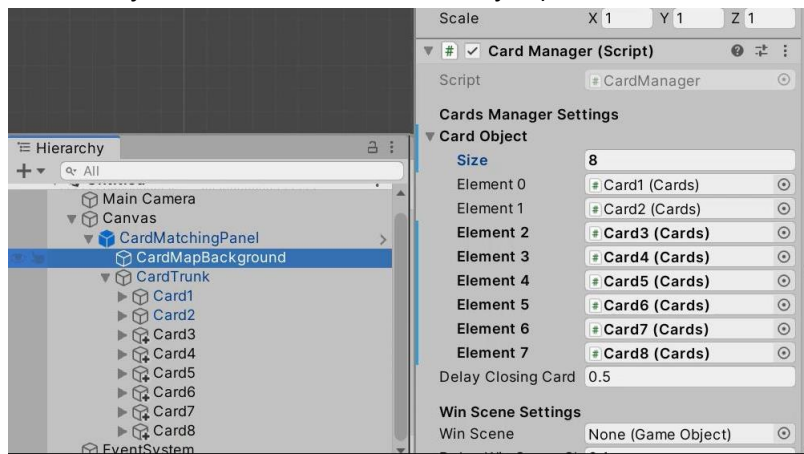 Scale X 1 Y 1 Z 1
# Card Manager (Script)
Script # CardManager
Cards Manager Settings
Card Object
Size 8
Element 0 # Card1 (Cards)
Element 1 # Card2 (Cards)
Element 2 # Card3 (Cards)
Element 3 # Card4 (Cards)
Element 4 # Card5 (Cards)
Element 5 # Card6 (Cards)
Element 6 # Card7 (Cards)
Element 7 # Card8 (Cards)
Delay Closing Card 0.5
Win Scene Settings
Win Scene None (Game Object)
Hierarchy
All
Main Camera
Canvas
CardMatchingPanel
CardMapBackground
CardTrunk
Card1
Card2
Card3
Card4
Card5
Card6
Card7
Card8
EventSystem